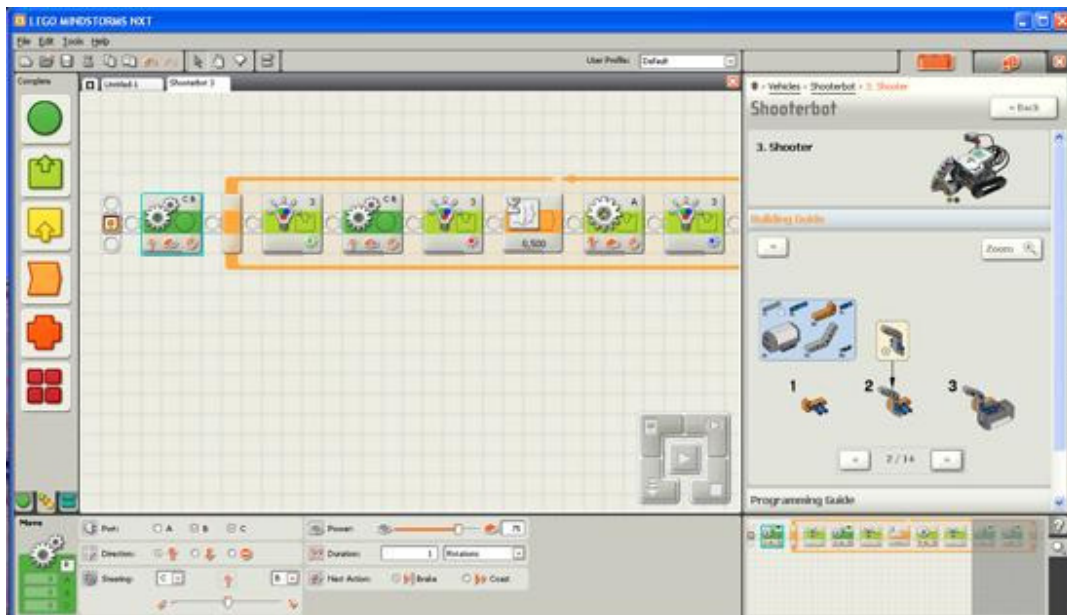 LEGO MINDSTORMS NXT
File Edit Tools Help
User Profile: Default
Complete
Untitled-1 Shooterbot 3
Vehicles - Shooterbot - 3. Shooter
Shooterbot
Back
3. Shooter
Building Guide
Zoom
C B
3
C B
3
0,500
A
3
1
2
3
2 / 14
Programming Guide
Move
Port: A B C
Power: 75
Direction:
Duration: 1 Rotations
Steering: C B
Next Action: Brake Coast